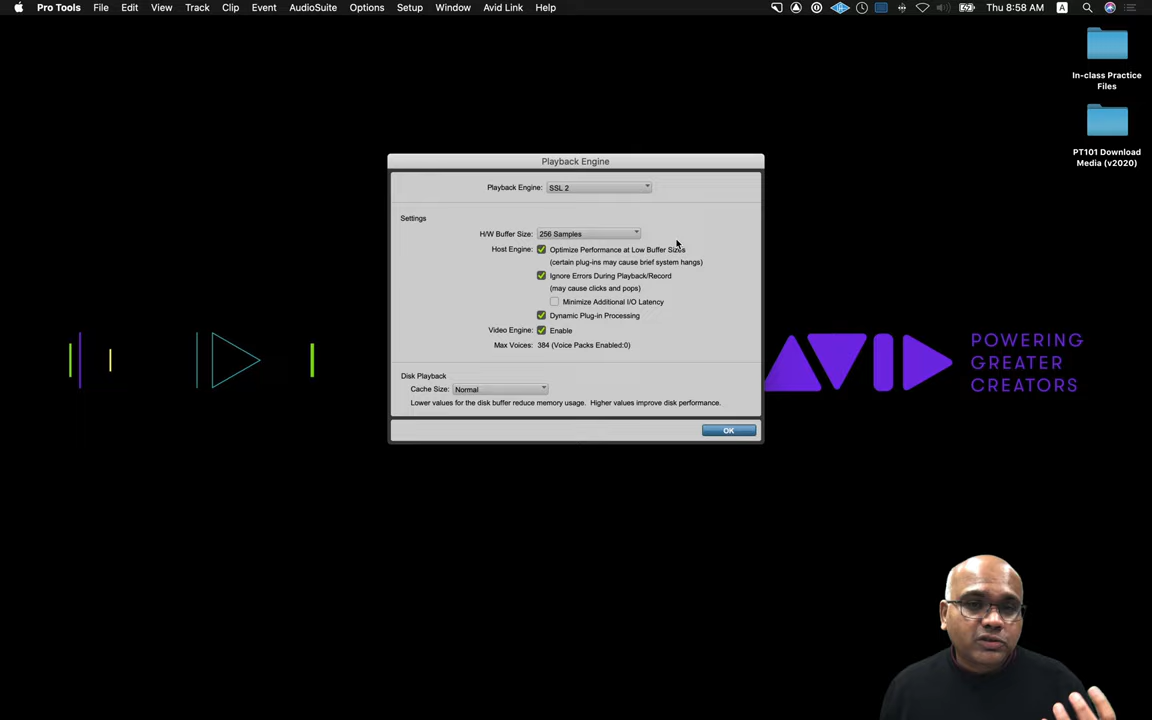 Pro Tools File Edit View Track Clip Event AudioSuite Options Setup Window Avid Link Help Thu 8:58 AM A
In-class Practice
Files
PT101 Download
Media (v2020)
Playback Engine
Playback Engine: SSL 2
Settings
H/W Buffer Size: 256 Samples
Host Engine: Optimize Performance at Low Buffer Sizes
(certain plug-ins may cause brief system hangs)
Ignore Errors During Playback/Record
(may cause clicks and pops)
Minimize Additional I/O Latency
Dynamic Plug-in Processing
Video Engine: Enable
Max Voices: 384 (Voice Packs Enabled:0)
Disk Playback
Cache Size: Normal
Lower values for the disk buffer reduce memory usage. Higher values improve disk performance.
OK
AVID
POWERING
GREATER
CREATORS